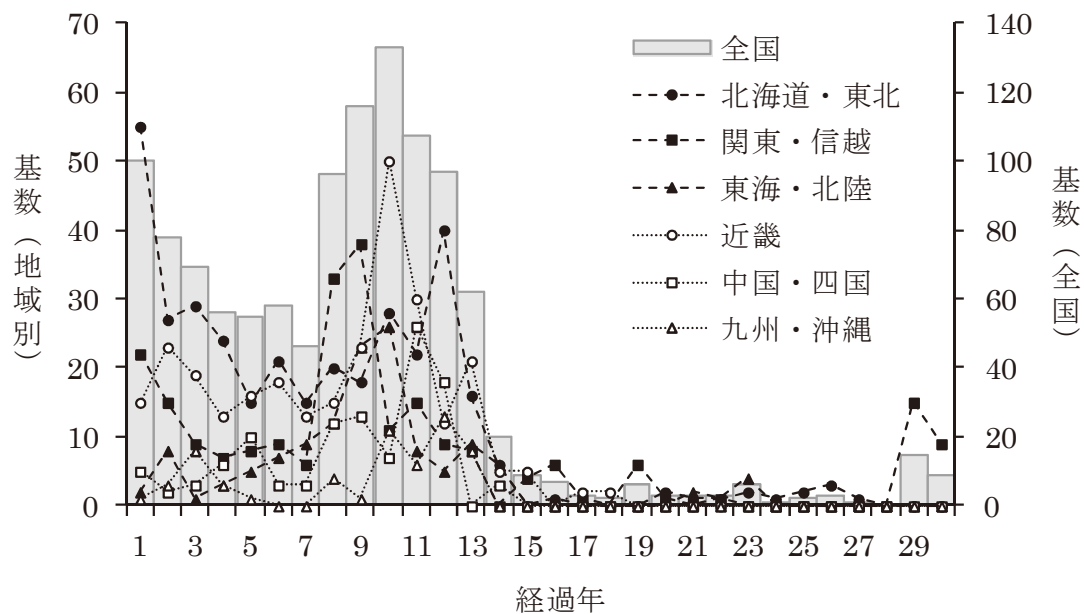 70
60
50
40
30
20
10
0
基数（地域別）
140
120
100
80
60
40
20
0
基数（全国）
全国
北海道・東北
関東・信越
東海・北陸
近畿
中国・四国
九州・沖縄
1 3 5 7 9 11 13 15 17 19 21 23 25 27 29
経過年